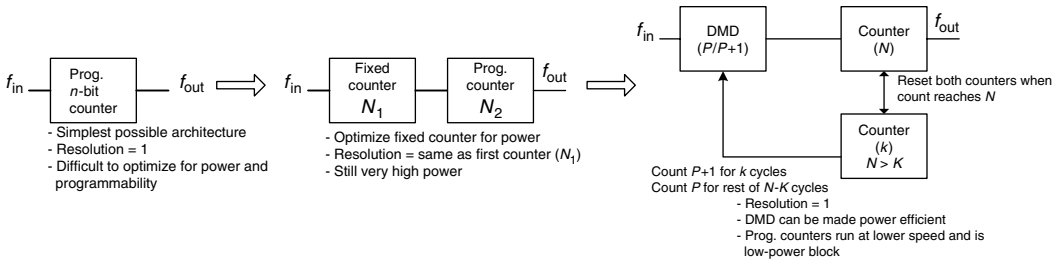 f_in
Prog.
n-bit
counter
f_out
- Simplest possible architecture
- Resolution = 1
- Difficult to optimize for power and
programmability
f_in
Fixed
counter
N_1
Prog.
counter
N_2
f_out
- Optimize fixed counter for power
- Resolution = same as first counter (N_1)
- Still very high power
f_in
DMD
(P/P+1)
Counter
(N)
f_out
Reset both counters when
count reaches N
Counter
(k)
N > K
Count P+1 for k cycles
Count P for rest of N-K cycles
- Resolution = 1
- DMD can be made power efficient
- Prog. counters run at lower speed and is
low-power block